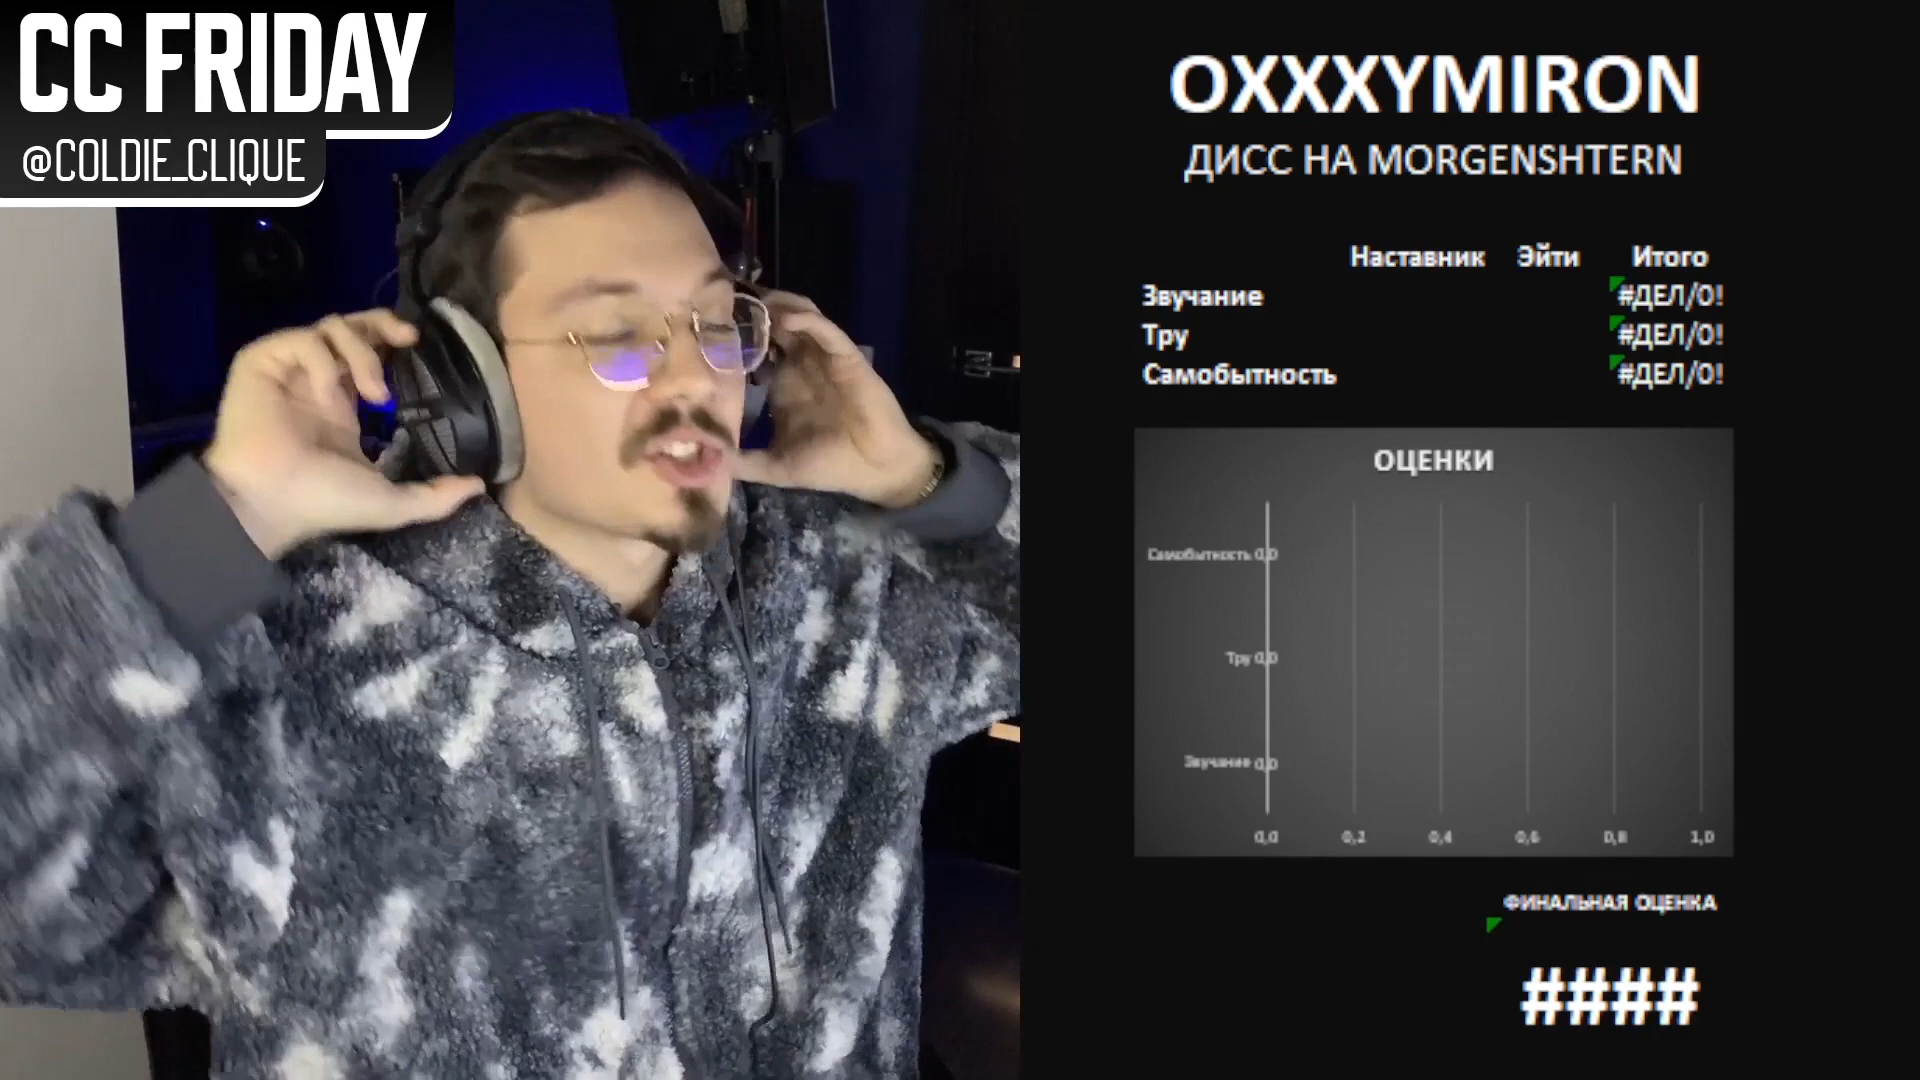 CC FRIDAY
@COLDIE_CLIQUE
OXXXYMIRON
ДИСС НА MORGENSHTERN
Наставник Эйти Итого
Звучание #ДЕЛ/0!
Тру #ДЕЛ/0!
Самобытность #ДЕЛ/0!
ОЦЕНКИ
Самобытность 0,0
Тру 0,0
Звучание 0,0
0,0 0,2 0,4 0,6 0,8 1,0
ФИНАЛЬНАЯ ОЦЕНКА
####